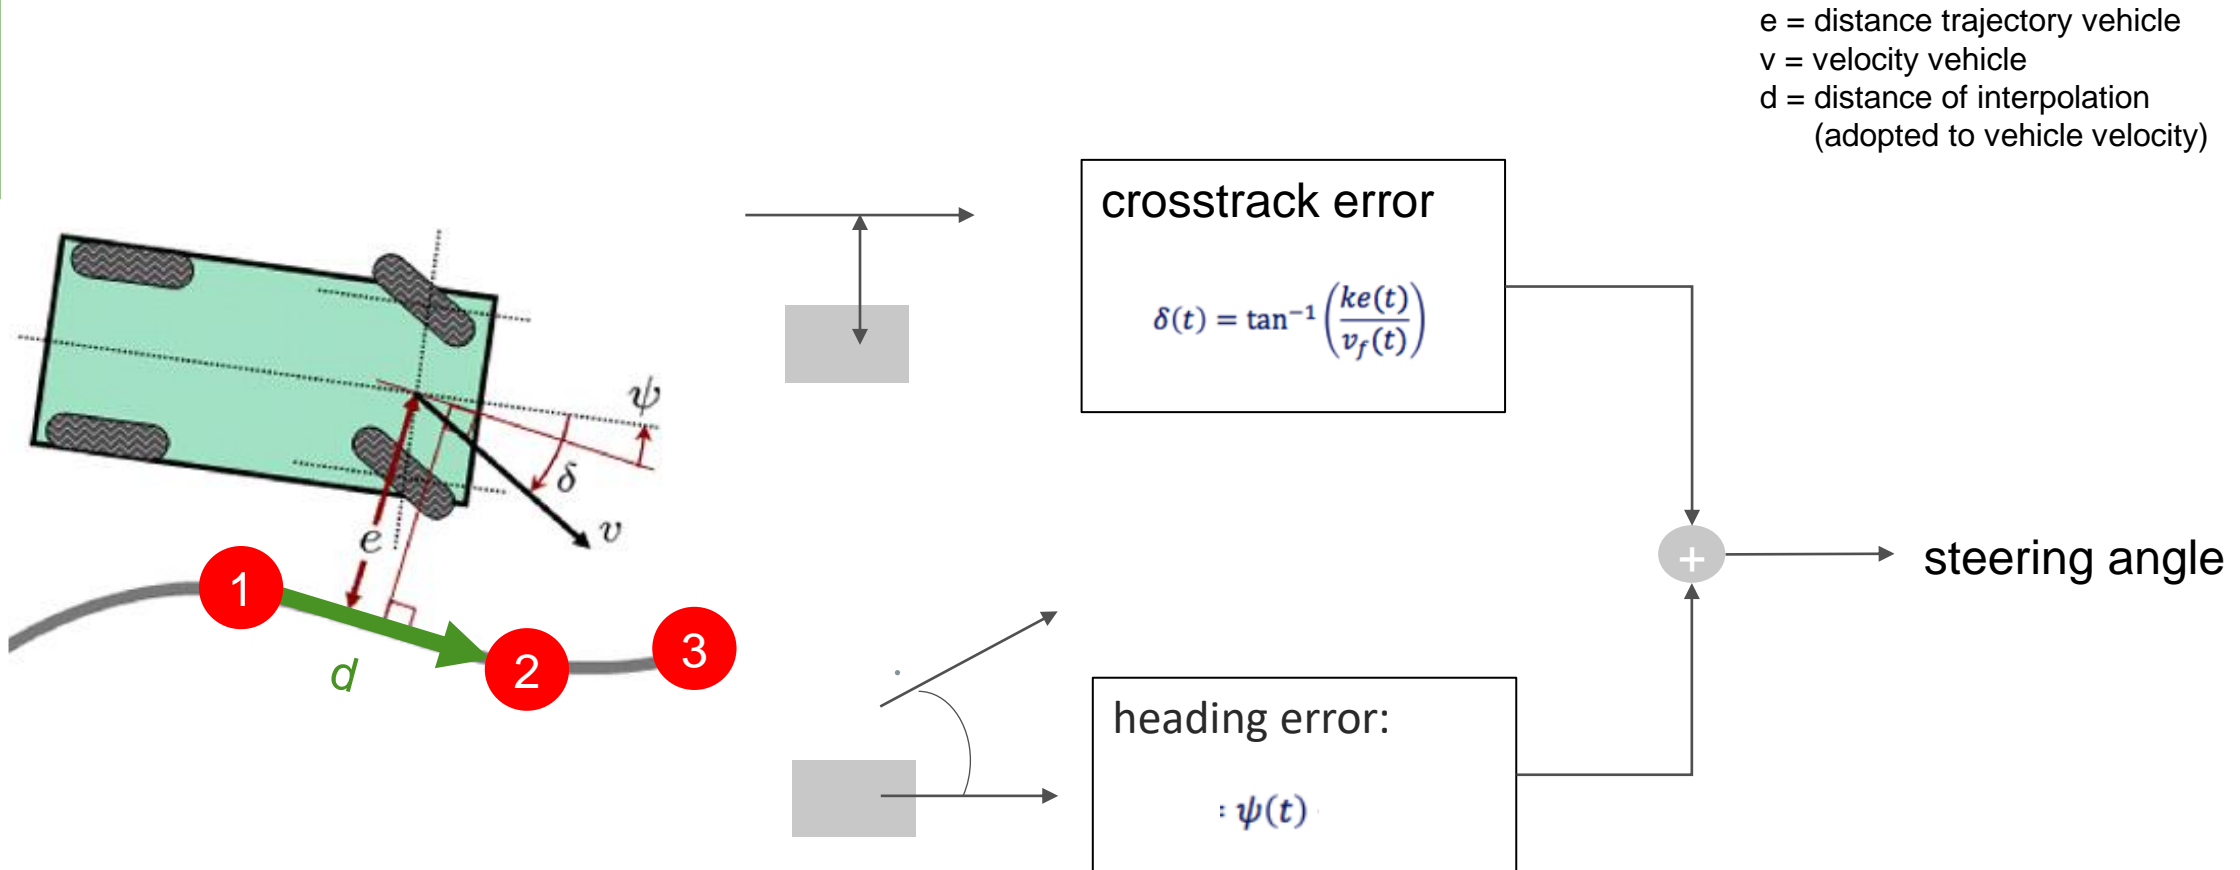 e = distance trajectory vehicle
v = velocity vehicle
d = distance of interpolation
(adopted to vehicle velocity)
crosstrack error
δ(t) = tan⁻¹(ke(t)/v_f(t))
ψ
δ
v
e
1
2
3
d
+
steering angle
heading error:
= ψ(t)